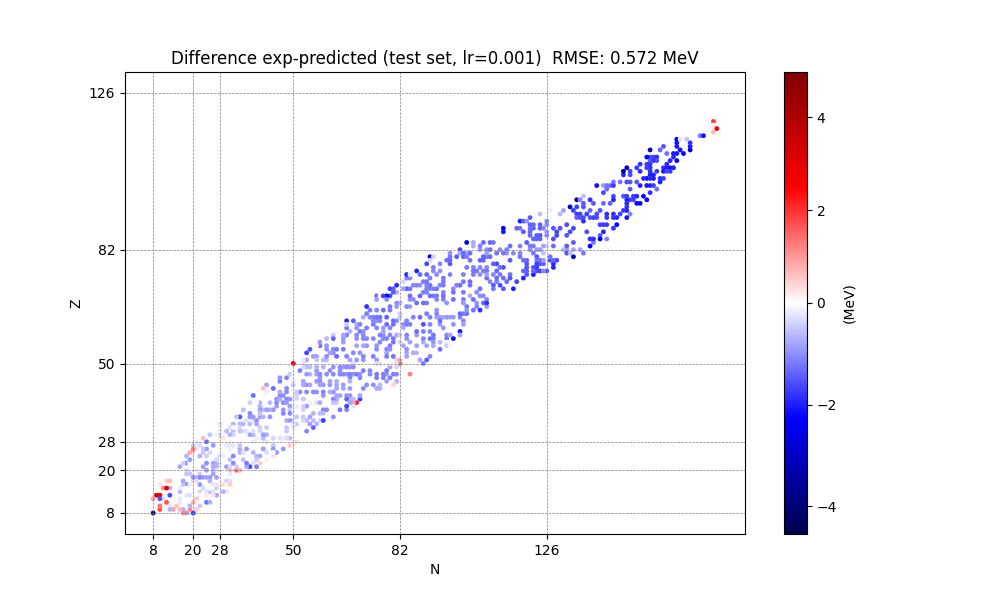 Difference exp-predicted (test set, lr=0.001)  RMSE: 0.572 MeV
126
82
50
28
20
8
Z
8 20 28 50 82 126
N
4
2
0
−2
−4
(MeV)